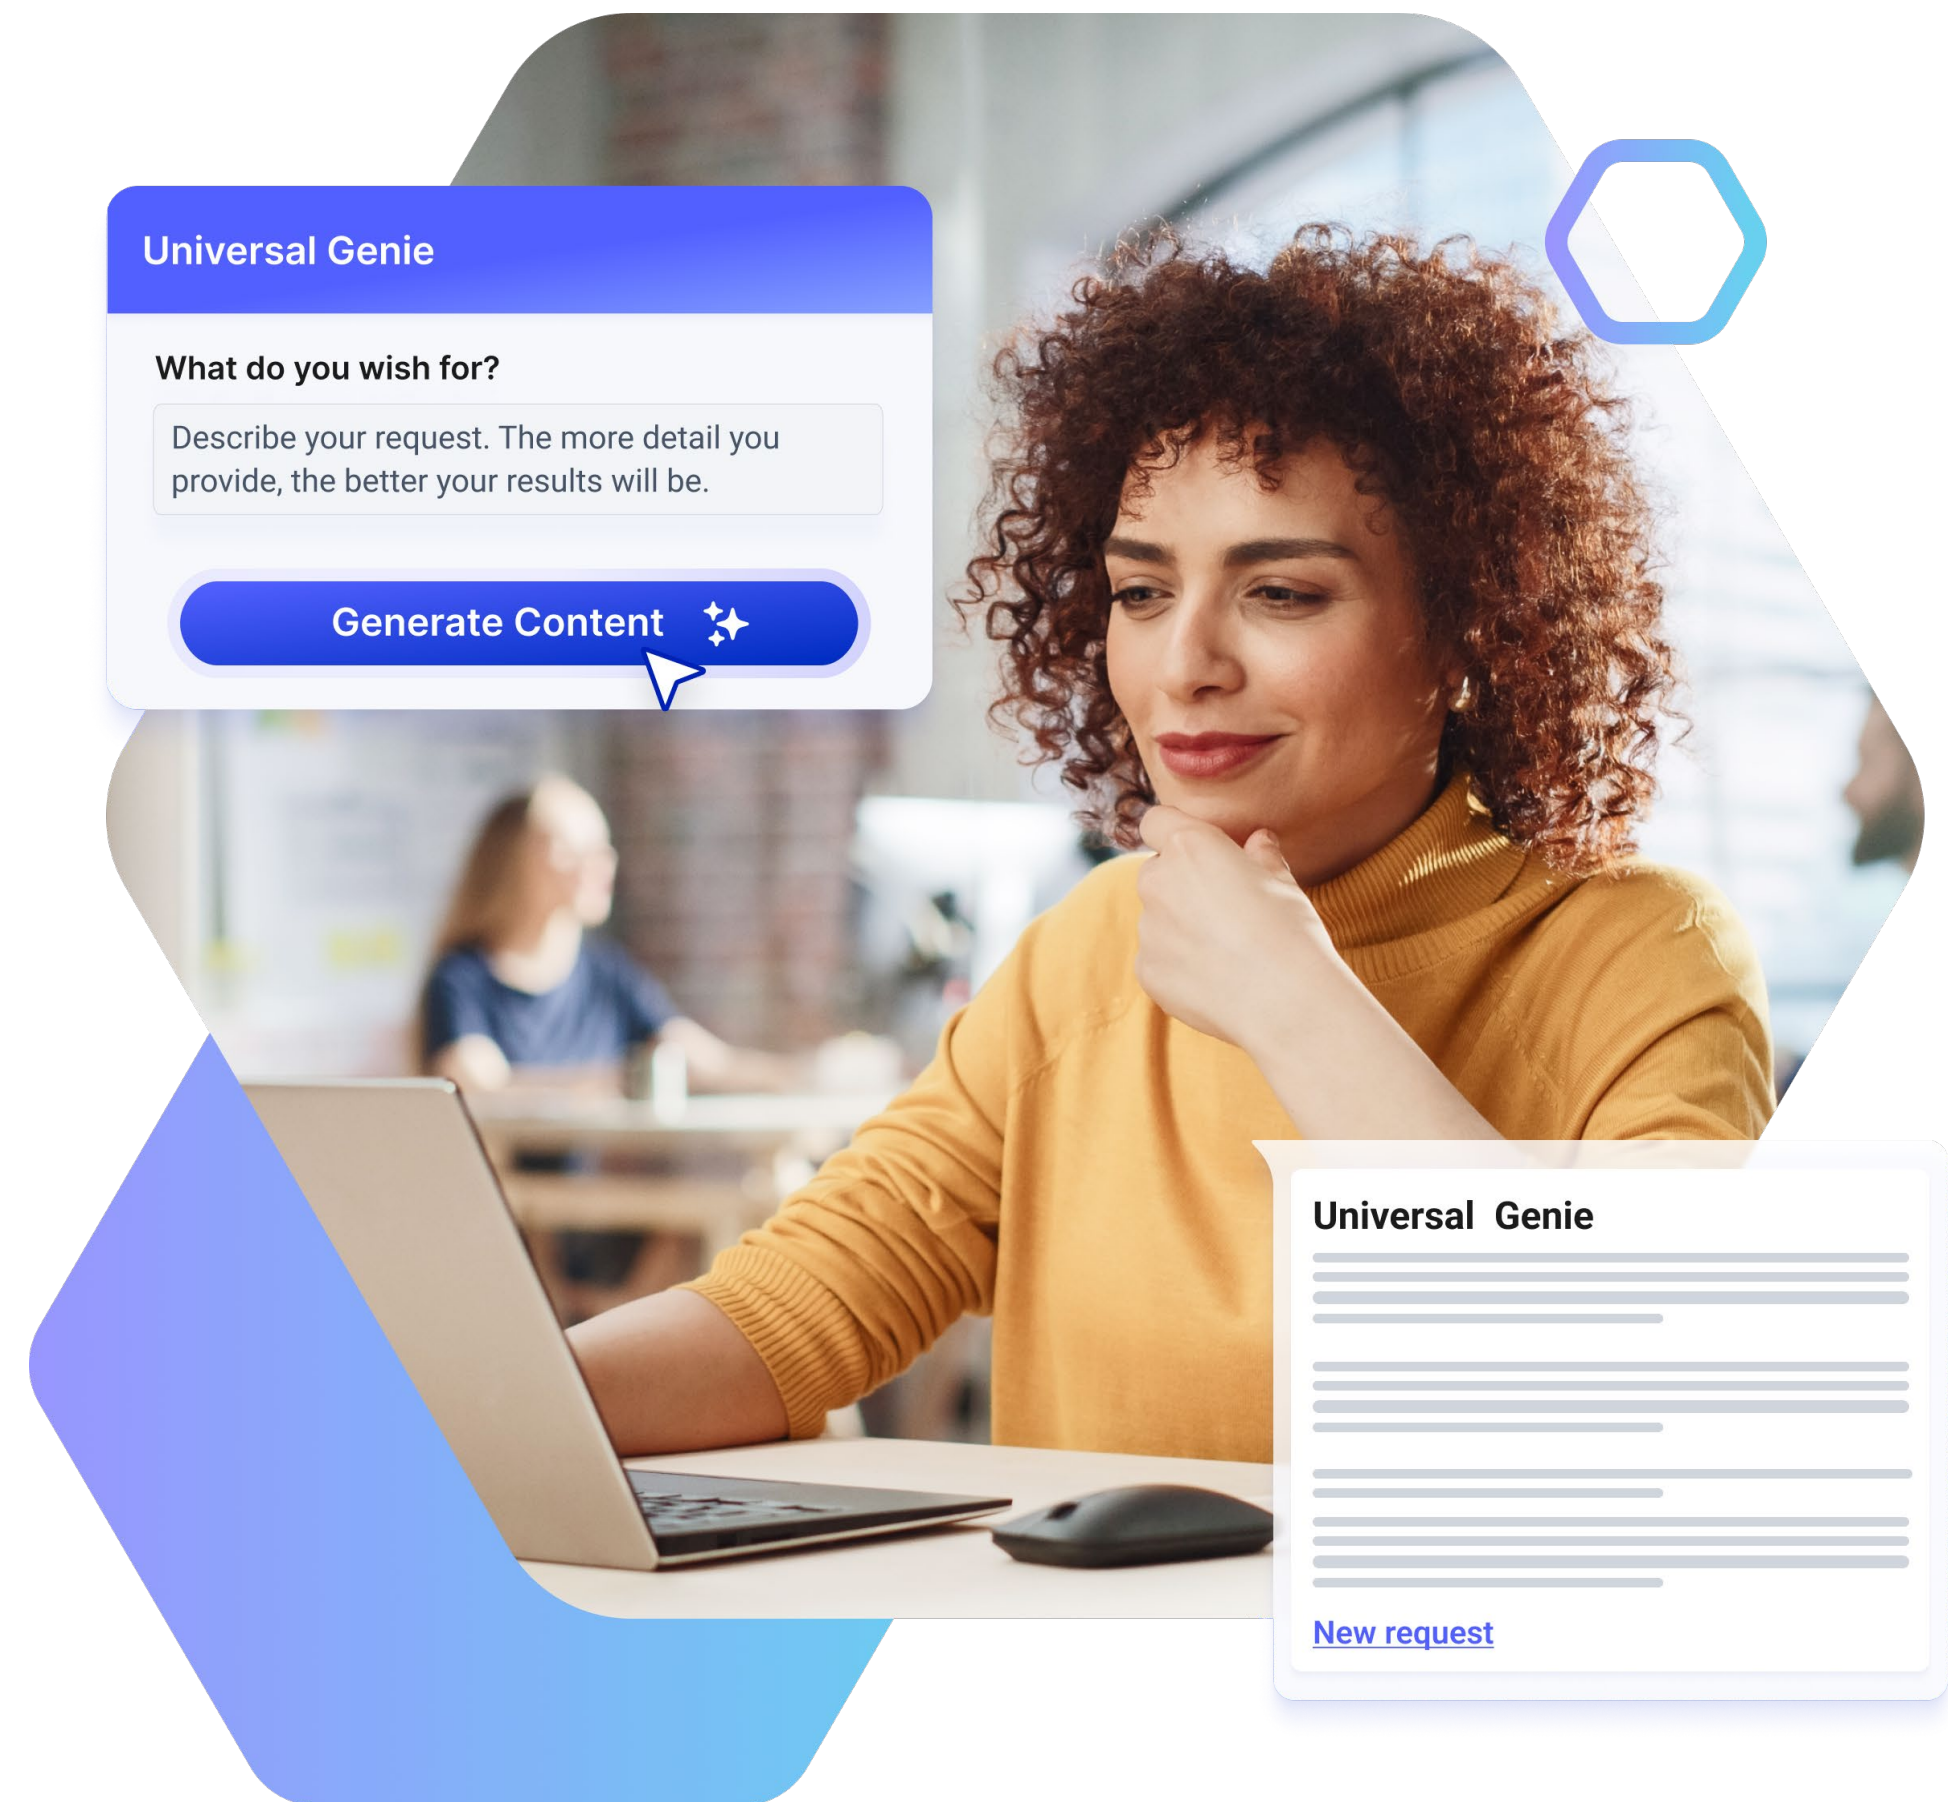 Universal Genie
What do you wish for?
Describe your request. The more detail you
provide, the better your results will be.
Generate Content
Universal Genie
New request